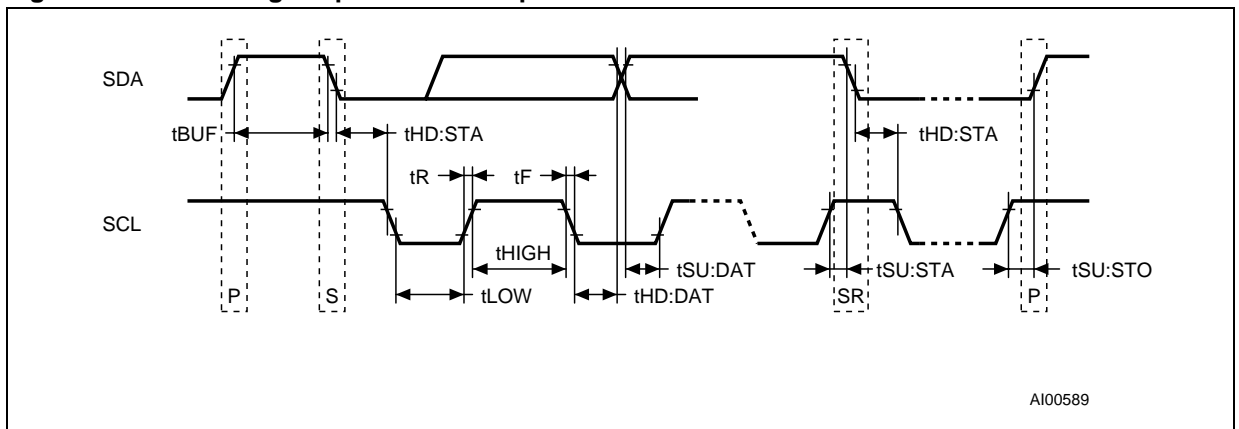 SDA
tBUF
tHD:STA
tHD:STA
tR
tF
SCL
tHIGH
tSU:DAT
tSU:STA
tSU:STO
P
S
tLOW
tHD:DAT
SR
P
AI00589